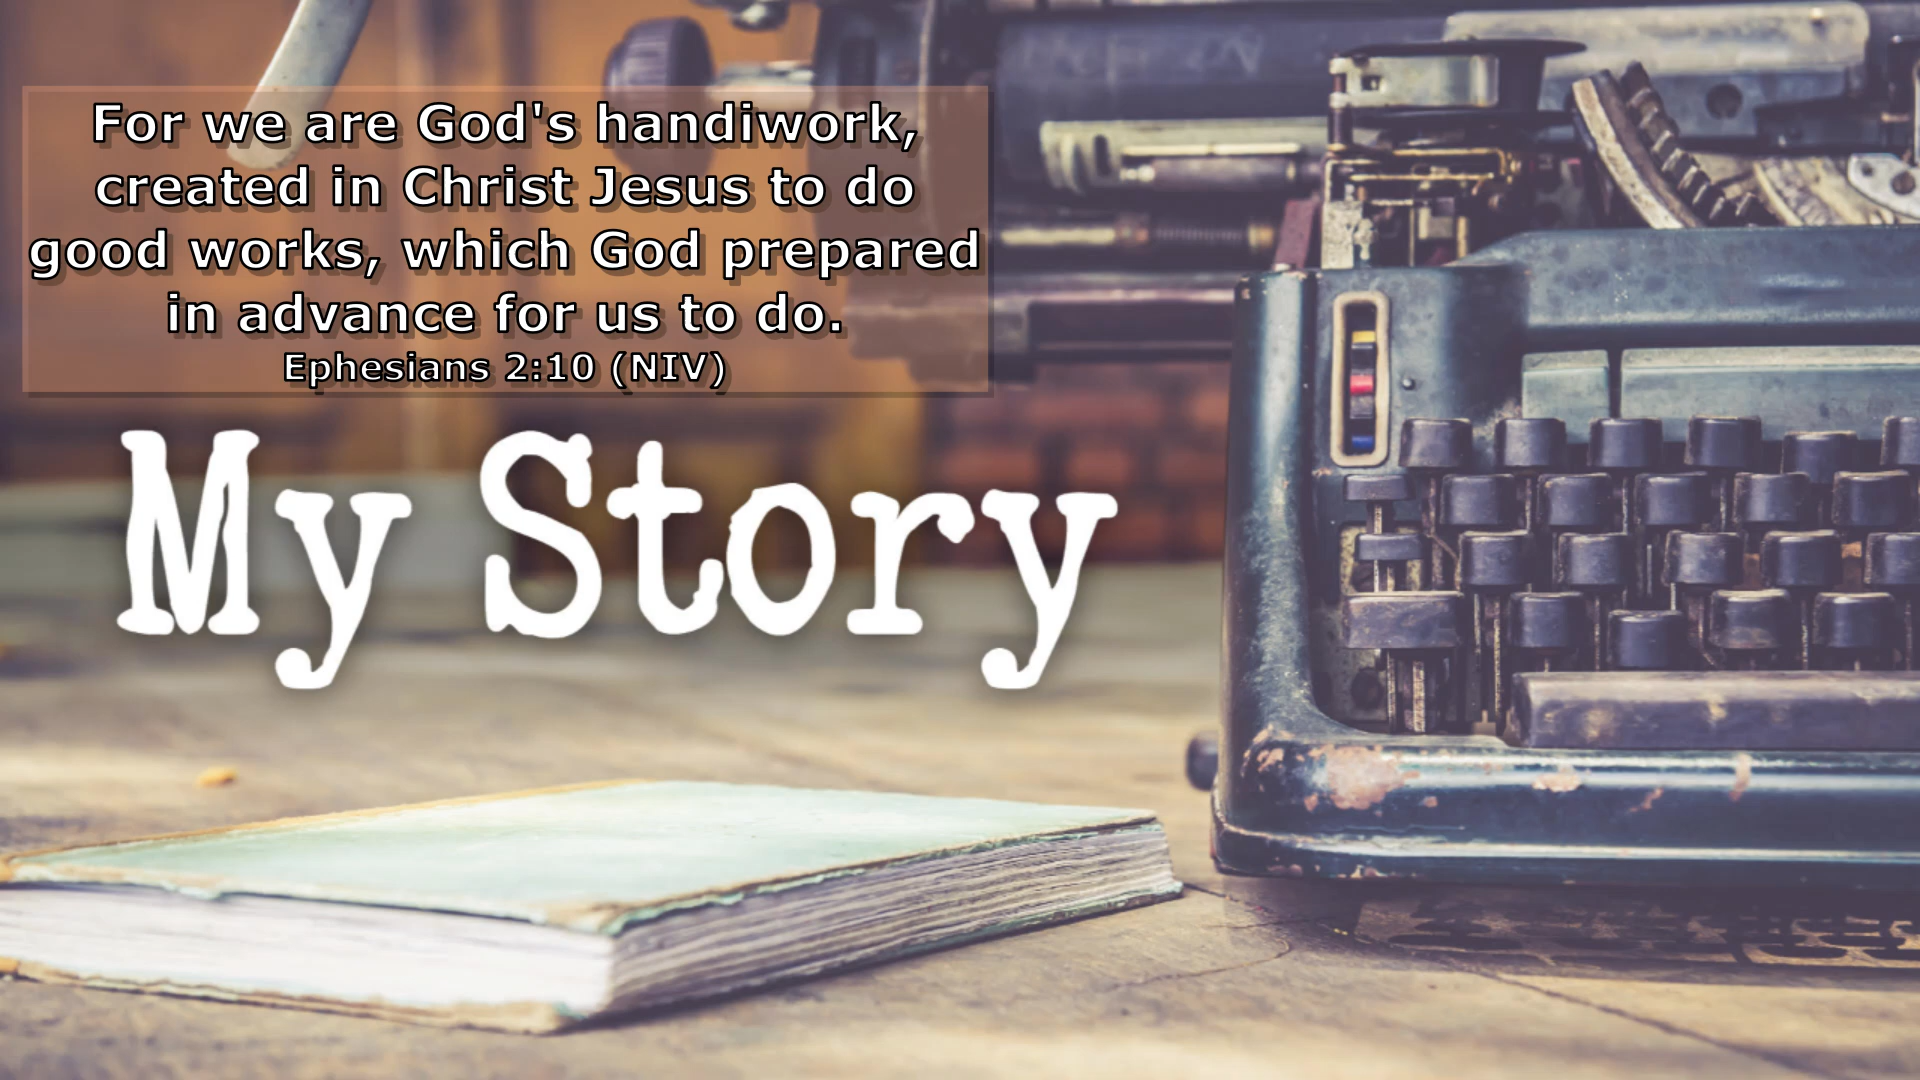 For we are God's handiwork,
created in Christ Jesus to do
good works, which God prepared
in advance for us to do.
Ephesians 2:10 (NIV)
My Story